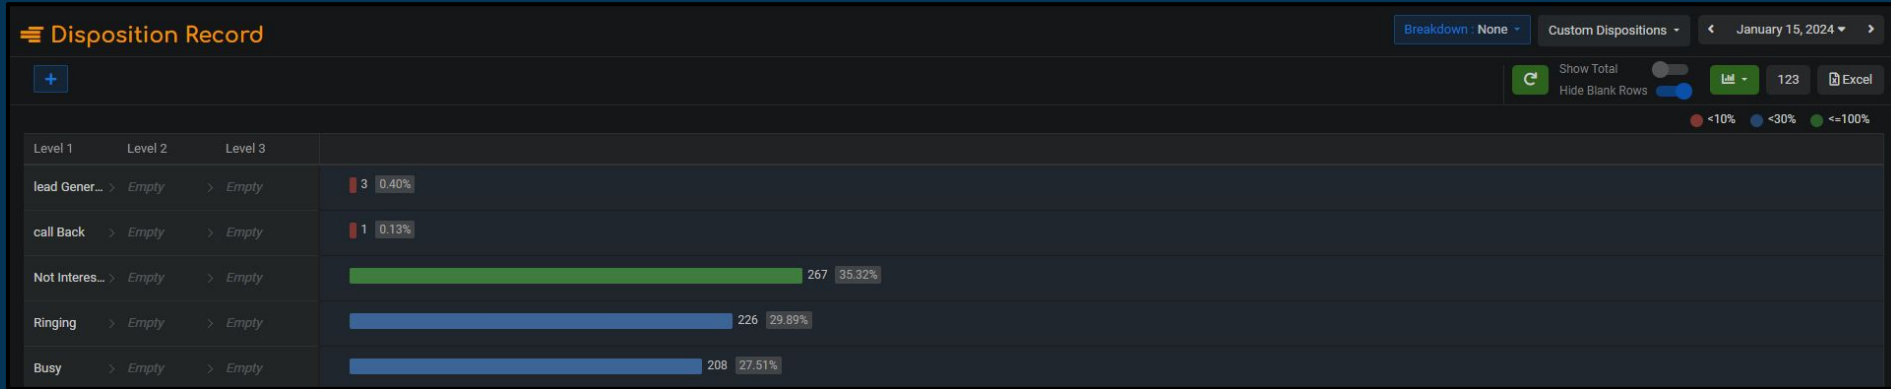 Disposition Record
Breakdown : None
Custom Dispositions
January 15, 2024
+
Show Total
Hide Blank Rows
123
Excel
<10% <30% <=100%
Level 1 Level 2 Level 3
lead Gener... > Empty > Empty 3 0.40%
call Back > Empty > Empty 1 0.13%
Not Interes... > Empty > Empty 267 35.32%
Ringing > Empty > Empty 226 29.89%
Busy > Empty > Empty 208 27.51%